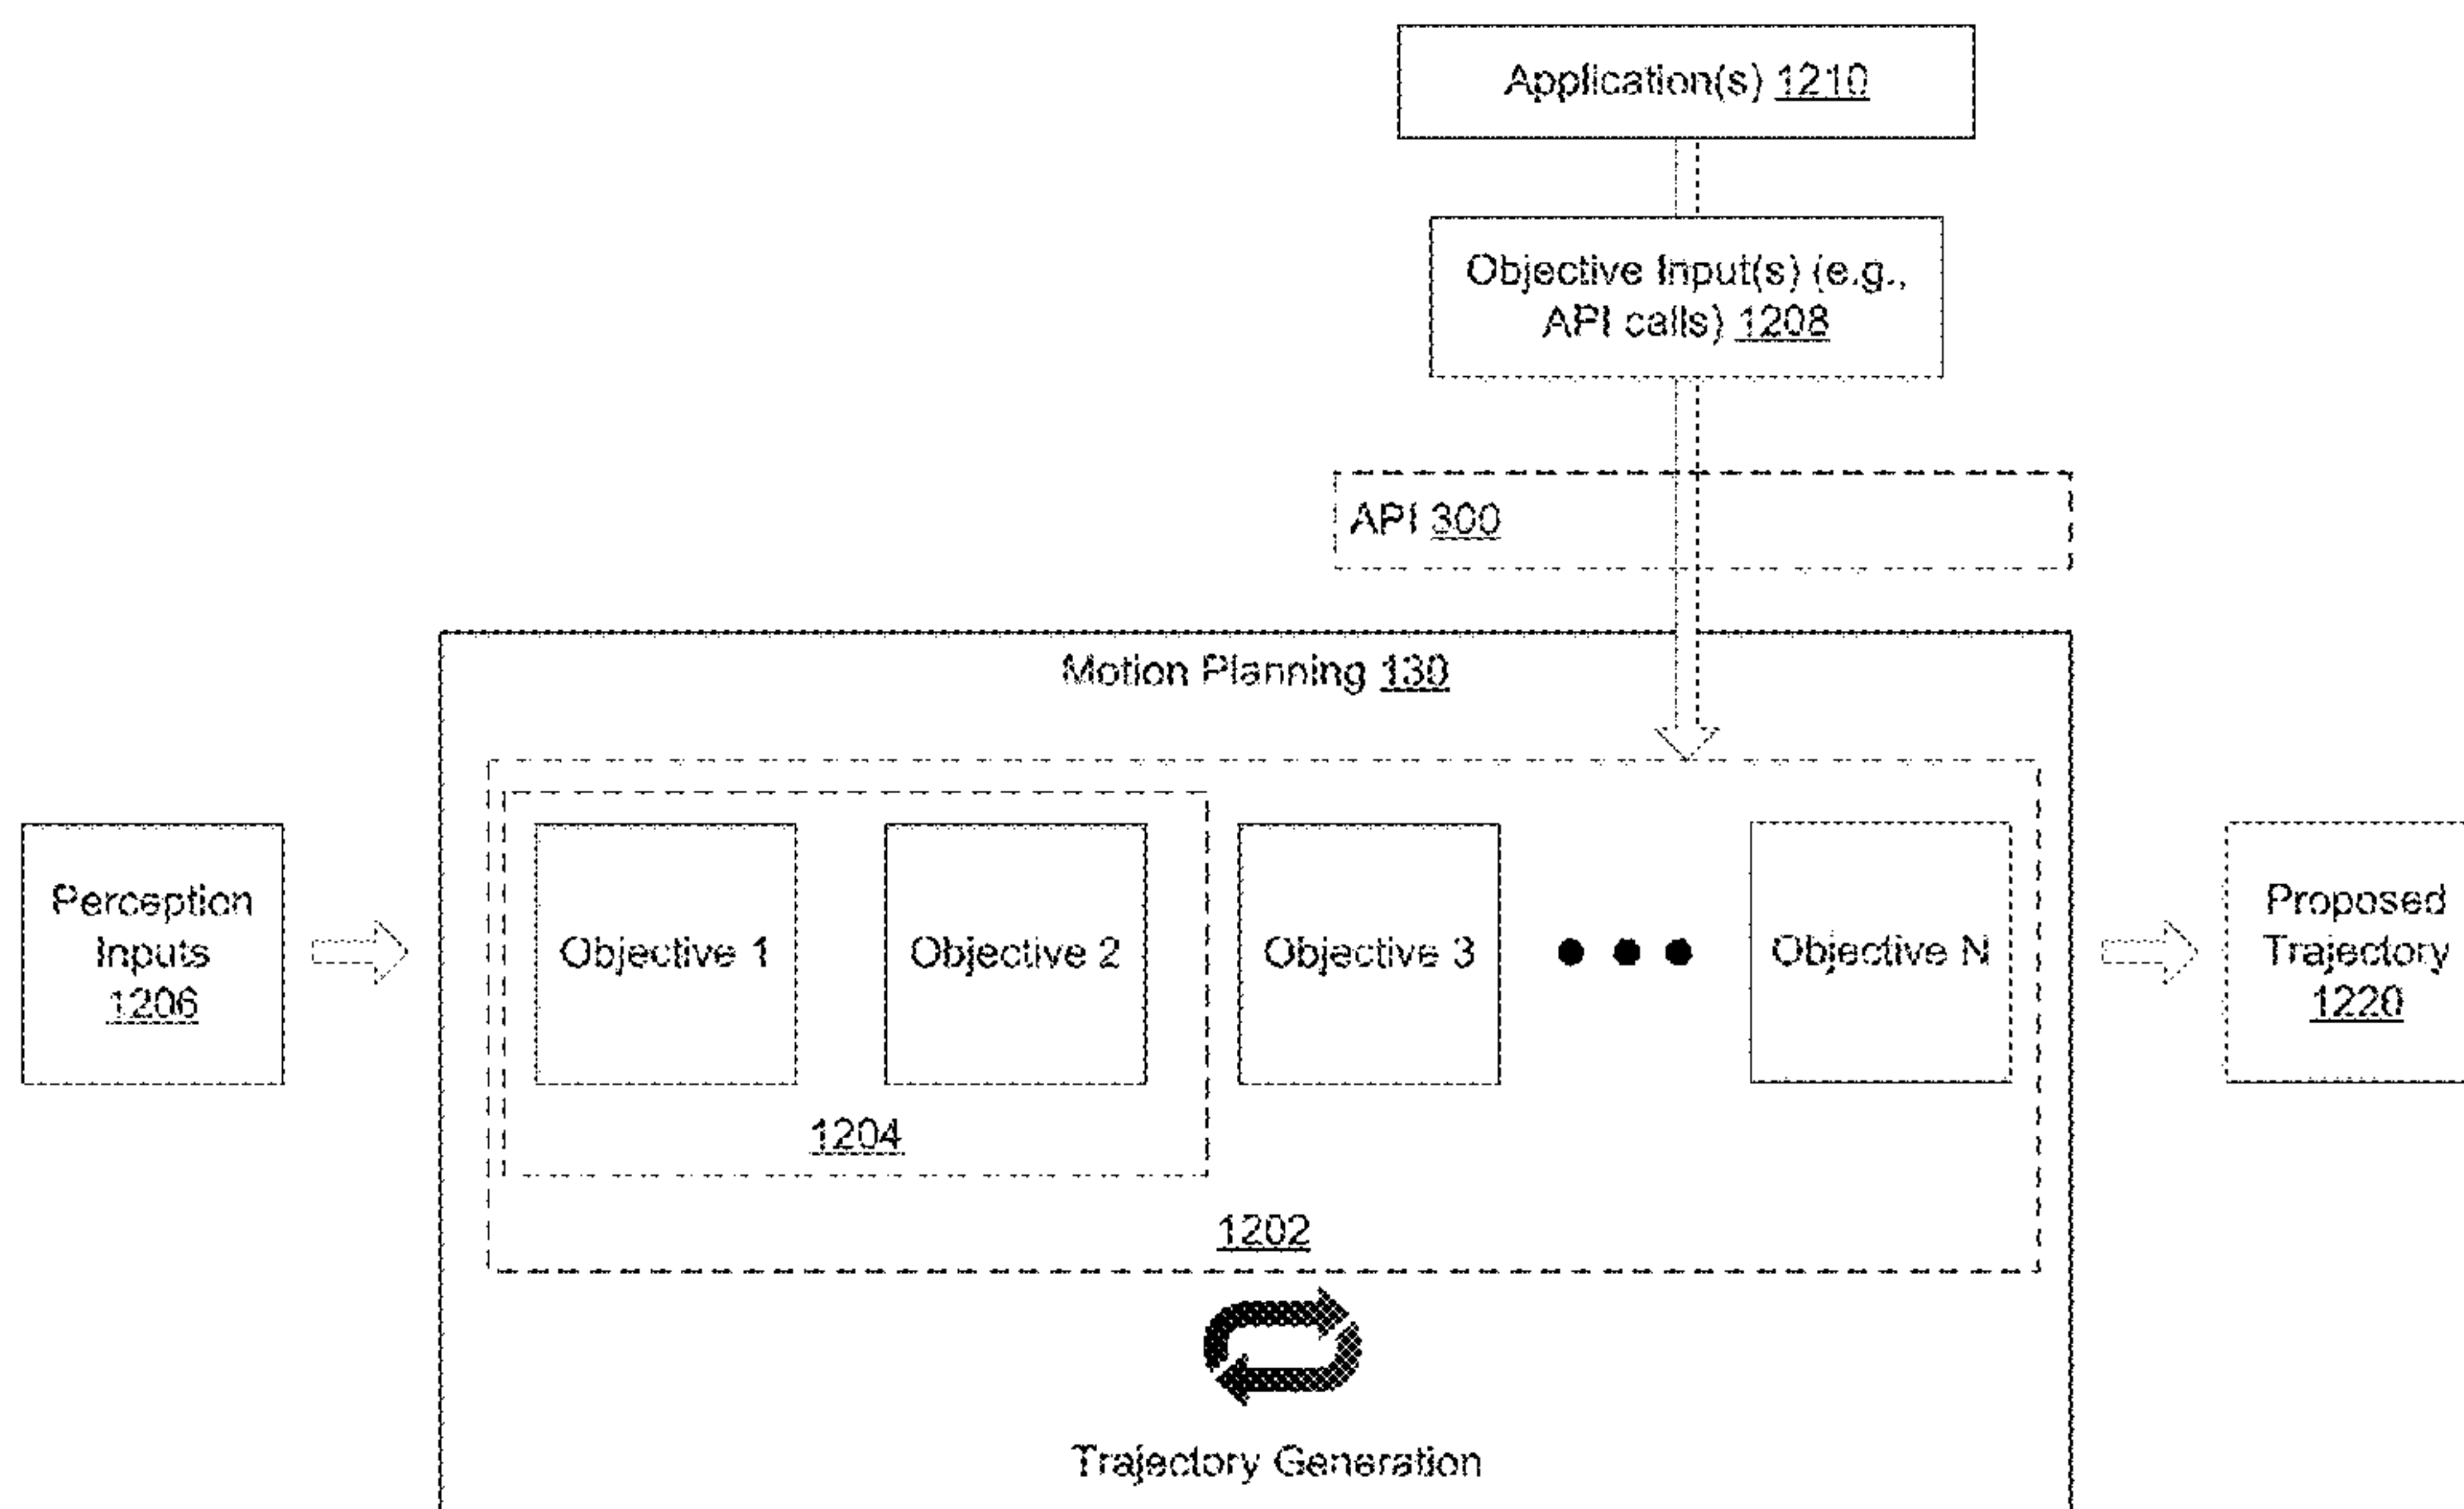 Application(s) 1210
Objective Input(s) (e.g.,
API calls) 1208
API 300
Motion Planning 130
Perception
Inputs
1206
Objective 1
Objective 2
Objective 3
Objective N
Proposed
Trajectory
1220
1204
1202
Trajectory Generation